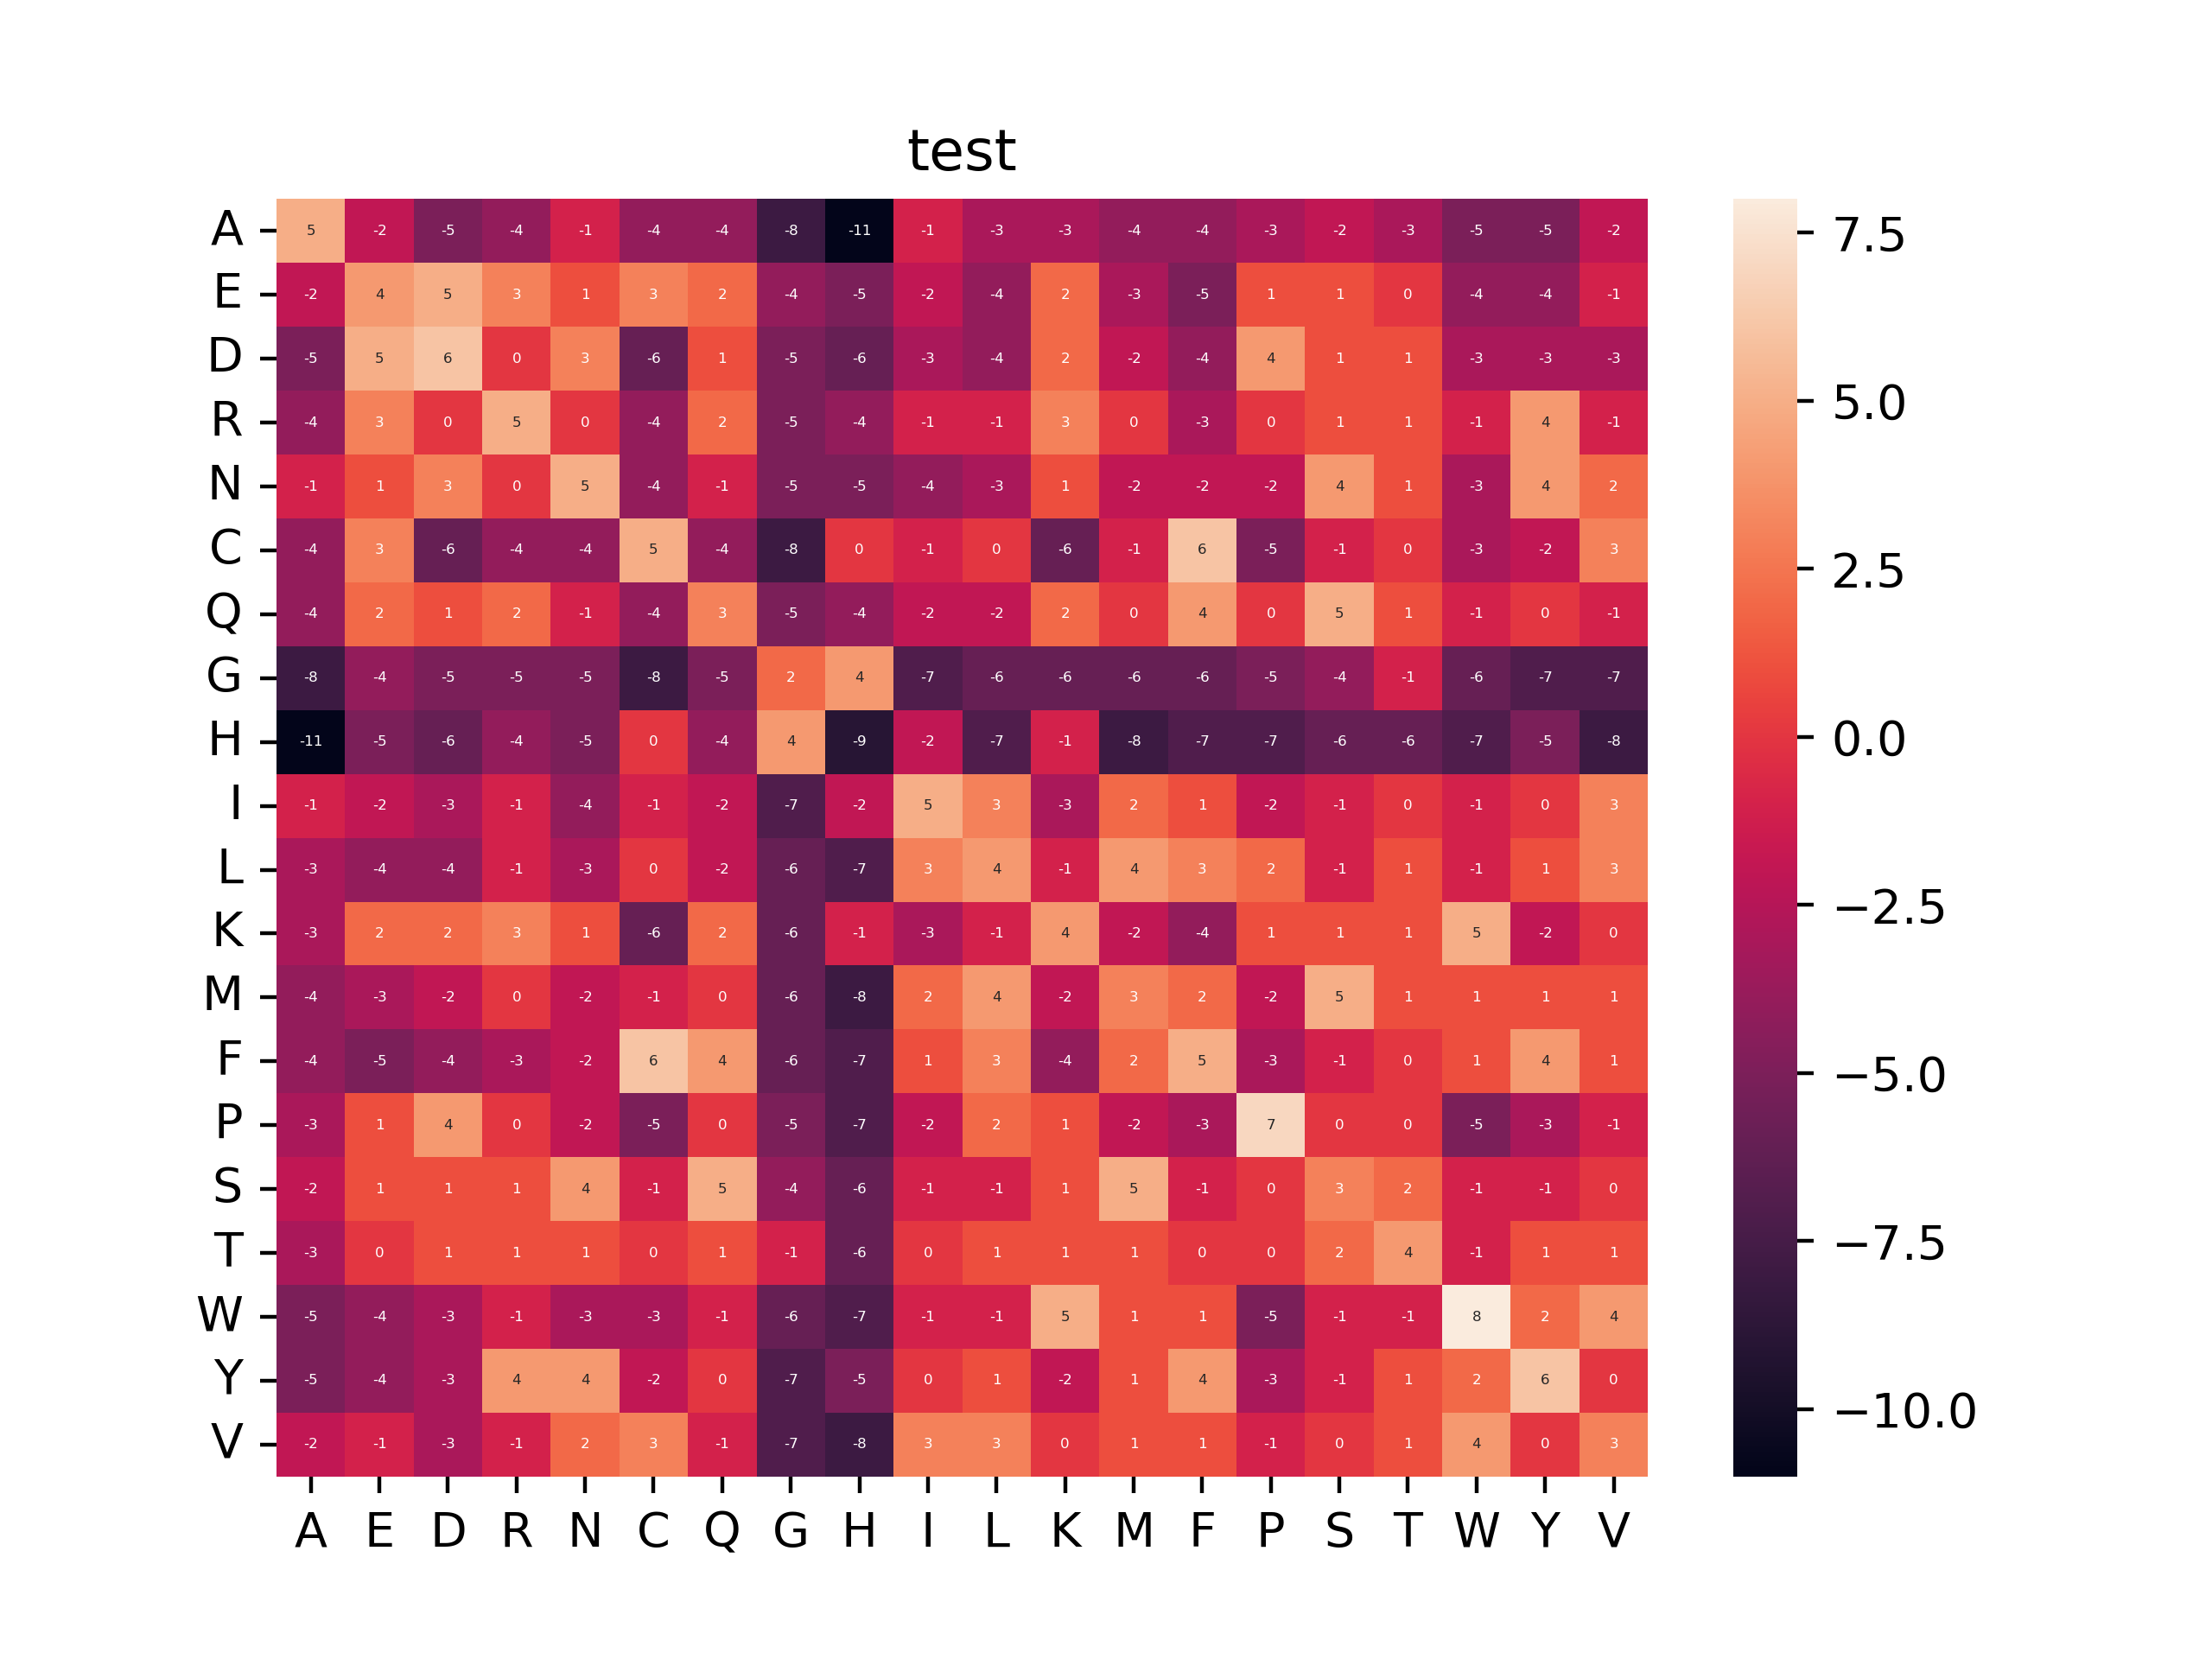 test
A 5 -2 -5 -4 -1 -4 -4 -8 -11 -1 -3 -3 -4 -4 -3 -2 -3 -5 -5 -2
E -2 4 5 3 1 3 2 -4 -5 -2 -4 2 -3 -5 1 1 0 -4 -4 -1
D -5 5 6 0 3 -6 1 -5 -6 -3 -4 2 -2 -4 4 1 1 -3 -3 -3
R -4 3 0 5 0 -4 2 -5 -4 -1 -1 3 0 -3 0 1 1 -1 4 -1
N -1 1 3 0 5 -4 -1 -5 -5 -4 -3 1 -2 -2 -2 4 1 -3 4 2
C -4 3 -6 -4 -4 5 -4 -8 0 -1 0 -6 -1 6 -5 -1 0 -3 -2 3
Q -4 2 1 2 -1 -4 3 -5 -4 -2 -2 2 0 4 0 5 1 -1 0 -1
G -8 -4 -5 -5 -5 -8 -5 2 4 -7 -6 -6 -6 -6 -5 -4 -1 -6 -7 -7
H -11 -5 -6 -4 -5 0 -4 4 -9 -2 -7 -1 -8 -7 -7 -6 -6 -7 -5 -8
I -1 -2 -3 -1 -4 -1 -2 -7 -2 5 3 -3 2 1 -2 -1 0 -1 0 3
L -3 -4 -4 -1 -3 0 -2 -6 -7 3 4 -1 4 3 2 -1 1 -1 1 3
K -3 2 2 3 1 -6 2 -6 -1 -3 -1 4 -2 -4 1 1 1 5 -2 0
M -4 -3 -2 0 -2 -1 0 -6 -8 2 4 -2 3 2 -2 5 1 1 1 1
F -4 -5 -4 -3 -2 6 4 -6 -7 1 3 -4 2 5 -3 -1 0 1 4 1
P -3 1 4 0 -2 -5 0 -5 -7 -2 2 1 -2 -3 7 0 0 -5 -3 -1
S -2 1 1 1 4 -1 5 -4 -6 -1 -1 1 5 -1 0 3 2 -1 -1 0
T -3 0 1 1 1 0 1 -1 -6 0 1 1 1 0 0 2 4 -1 1 1
W -5 -4 -3 -1 -3 -3 -1 -6 -7 -1 -1 5 1 1 -5 -1 -1 8 2 4
Y -5 -4 -3 4 4 -2 0 -7 -5 0 1 -2 1 4 -3 -1 1 2 6 0
V -2 -1 -3 -1 2 3 -1 -7 -8 3 3 0 1 1 -1 0 1 4 0 3
A E D R N C Q G H I L K M F P S T W Y V
7.5
5.0
2.5
0.0
−2.5
−5.0
−7.5
−10.0